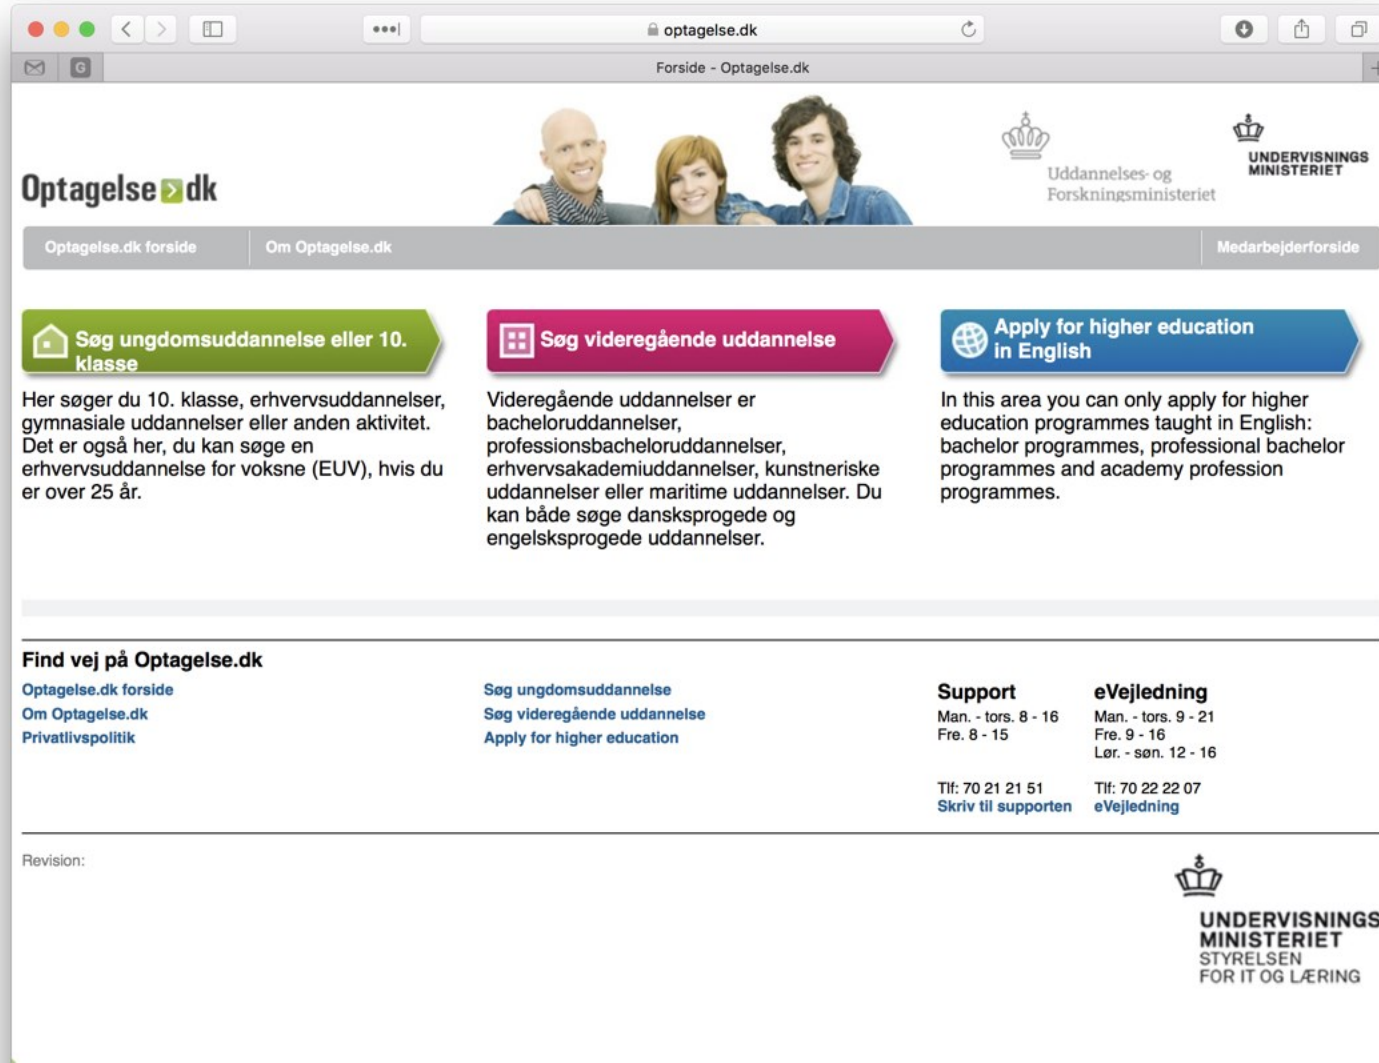 optagelse.dk
G
Forside - Optagelse.dk
Optagelse dk
Uddannelses- og
Forskningsministeriet
UNDERVISNINGS
MINISTERIET
Optagelse.dk forside
Om Optagelse.dk
Medarbejderforside
Søg ungdomsuddannelse eller 10.
klasse
Her søger du 10. klasse, erhvervsuddannelser,
gymnasiale uddannelser eller anden aktivitet.
Det er også her, du kan søge en
erhvervsuddannelse for voksne (EUV), hvis du
er over 25 år.
Søg videregående uddannelse
Videregående uddannelser er
bacheloruddannelser,
professionsbacheloruddannelser,
erhvervsakademiuddannelser, kunstneriske
uddannelser eller maritime uddannelser. Du
kan både søge dansksprogede og
engelsksprogede uddannelser.
Apply for higher education
in English
In this area you can only apply for higher
education programmes taught in English:
bachelor programmes, professional bachelor
programmes and academy profession
programmes.
Find vej på Optagelse.dk
Optagelse.dk forside
Om Optagelse.dk
Privatlivspolitik
Søg ungdomsuddannelse
Søg videregående uddannelse
Apply for higher education
Support
Man. - tors. 8 - 16
Fre. 8 - 15
Tlf: 70 21 21 51
Skriv til supporten
eVejledning
Man. - tors. 9 - 21
Fre. 9 - 16
Lør. - søn. 12 - 16
Tlf: 70 22 22 07
eVejledning
Revision:
UNDERVISNINGS
MINISTERIET
STYRELSEN
FOR IT OG LÆRING